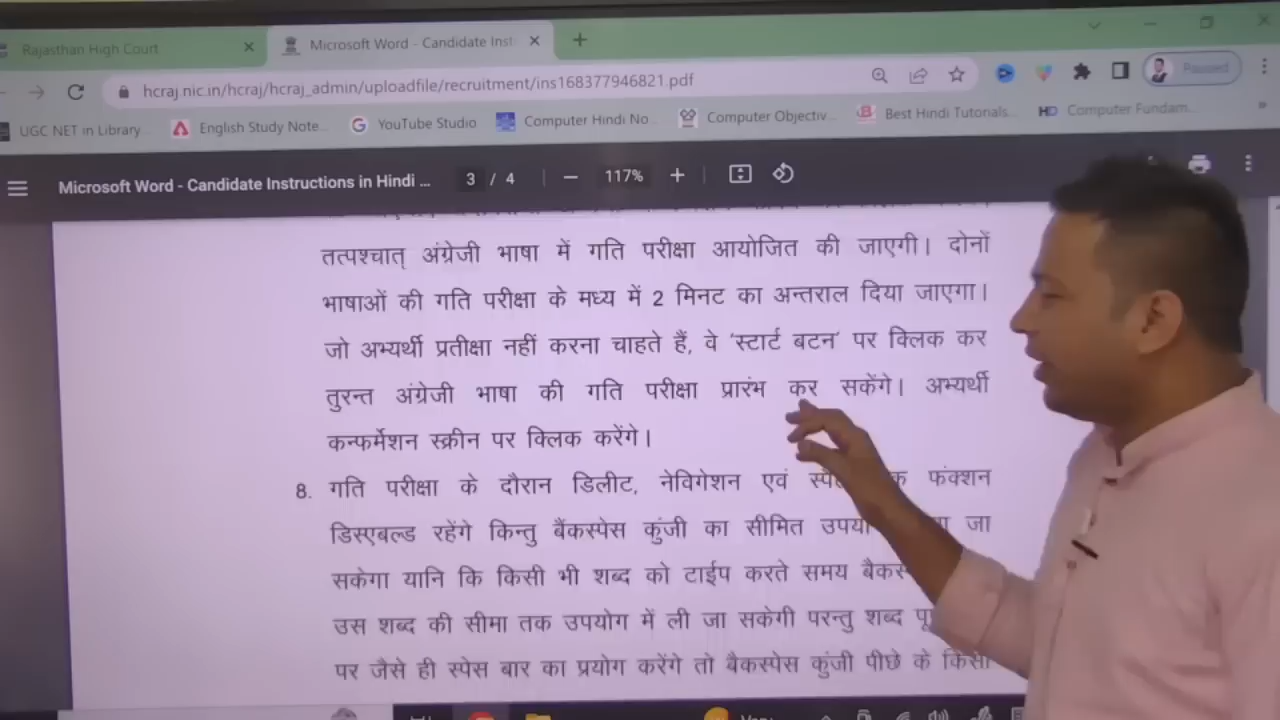 Rajasthan High Court
Microsoft Word - Candidate Inst
hcraj.nic.in/hcraj/hcraj_admin/uploadfile/recruitment/ins168377946821.pdf
Paused
UGC NET in Library
English Study Note...
YouTube Studio
Computer Hindi No...
Computer Objectiv...
Best Hindi Tutorials...
HD Computer Fundam...
Microsoft Word - Candidate Instructions in Hindi ...
3 / 4
117%
तत्पश्चात् अंग्रेजी भाषा में गति परीक्षा आयोजित की जाएगी। दोनों
भाषाओं की गति परीक्षा के मध्य में 2 मिनट का अन्तराल दिया जाएगा।
जो अभ्यर्थी प्रतीक्षा नहीं करना चाहते हैं, वे 'स्टार्ट बटन' पर क्लिक कर
तुरन्त अंग्रेजी भाषा की गति परीक्षा प्रारंभ कर सकेंगे। अभ्यर्थी
कन्फर्मेशन स्क्रीन पर क्लिक करेंगे।
8. गति परीक्षा के दौरान डिलीट, नेविगेशन एवं फंक्शन
डिस्एबल्ड रहेंगे किन्तु बैंकस्पेस कुंजी का सीमित जा
सकेगा यानि कि किसी भी शब्द को टाईप करते समय
उस शब्द की सीमा तक उपयोग में ली जा सकेगी परन्तु शब्द
पर जैसे ही स्पेस बार का प्रयोग करेंगे तो बैकस्पेस कुंजी पीछे के किसी